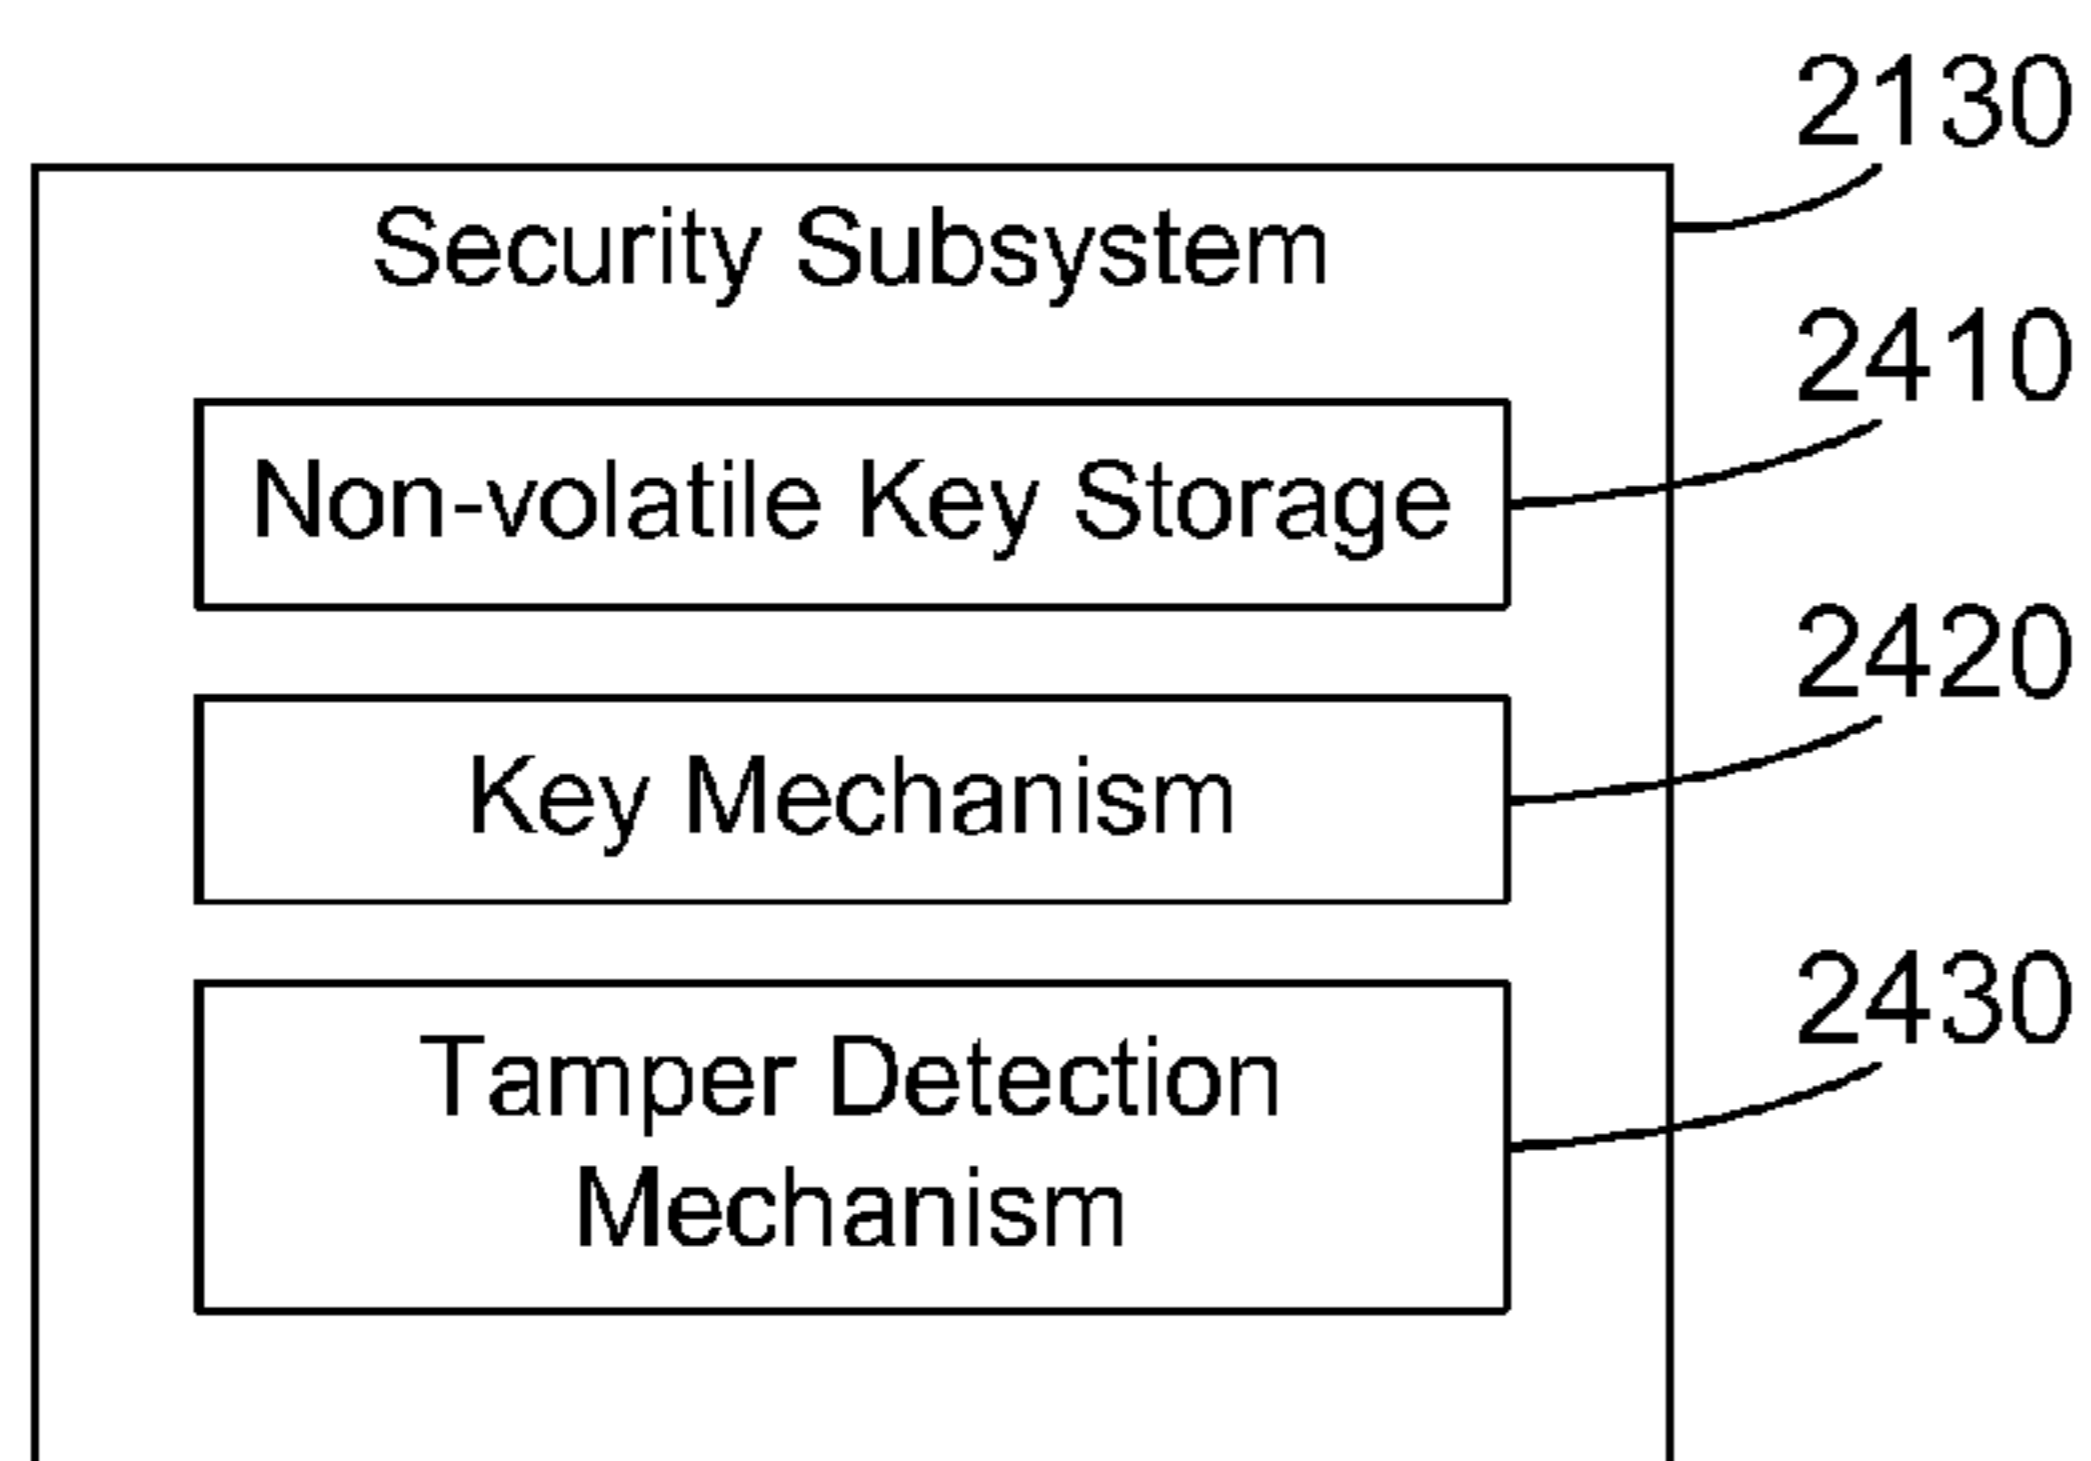 2130
Security Subsystem
2410
Non-volatile Key Storage
2420
Key Mechanism
2430
Tamper Detection
Mechanism